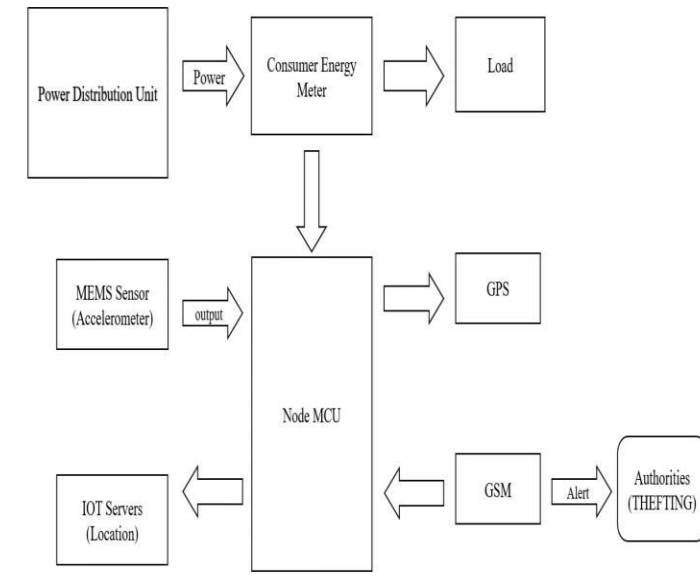 Power Distribution Unit
Power
Consumer Energy
Meter
Load
MEMS Sensor
(Accelerometer)
output
Node MCU
GPS
IOT Servers
(Location)
GSM
Alert
Authorities
(THEFTING)